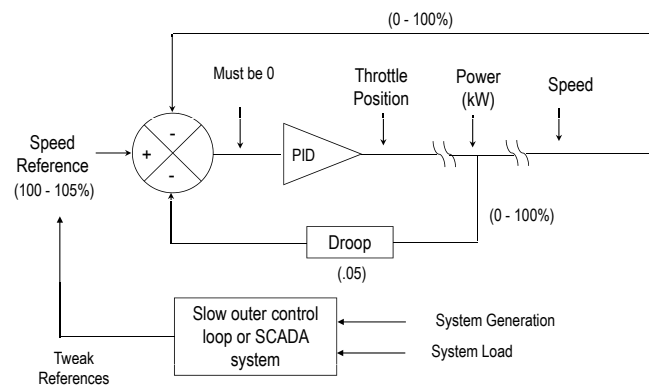 (0 - 100%)
Must be 0
Throttle
Position
Power
(kW)
Speed
Speed
Reference
(100 - 105%)
-
+
-
PID
(0 - 100%)
Droop
(.05)
Slow outer control
loop or SCADA
system
System Generation
System Load
Tweak
References